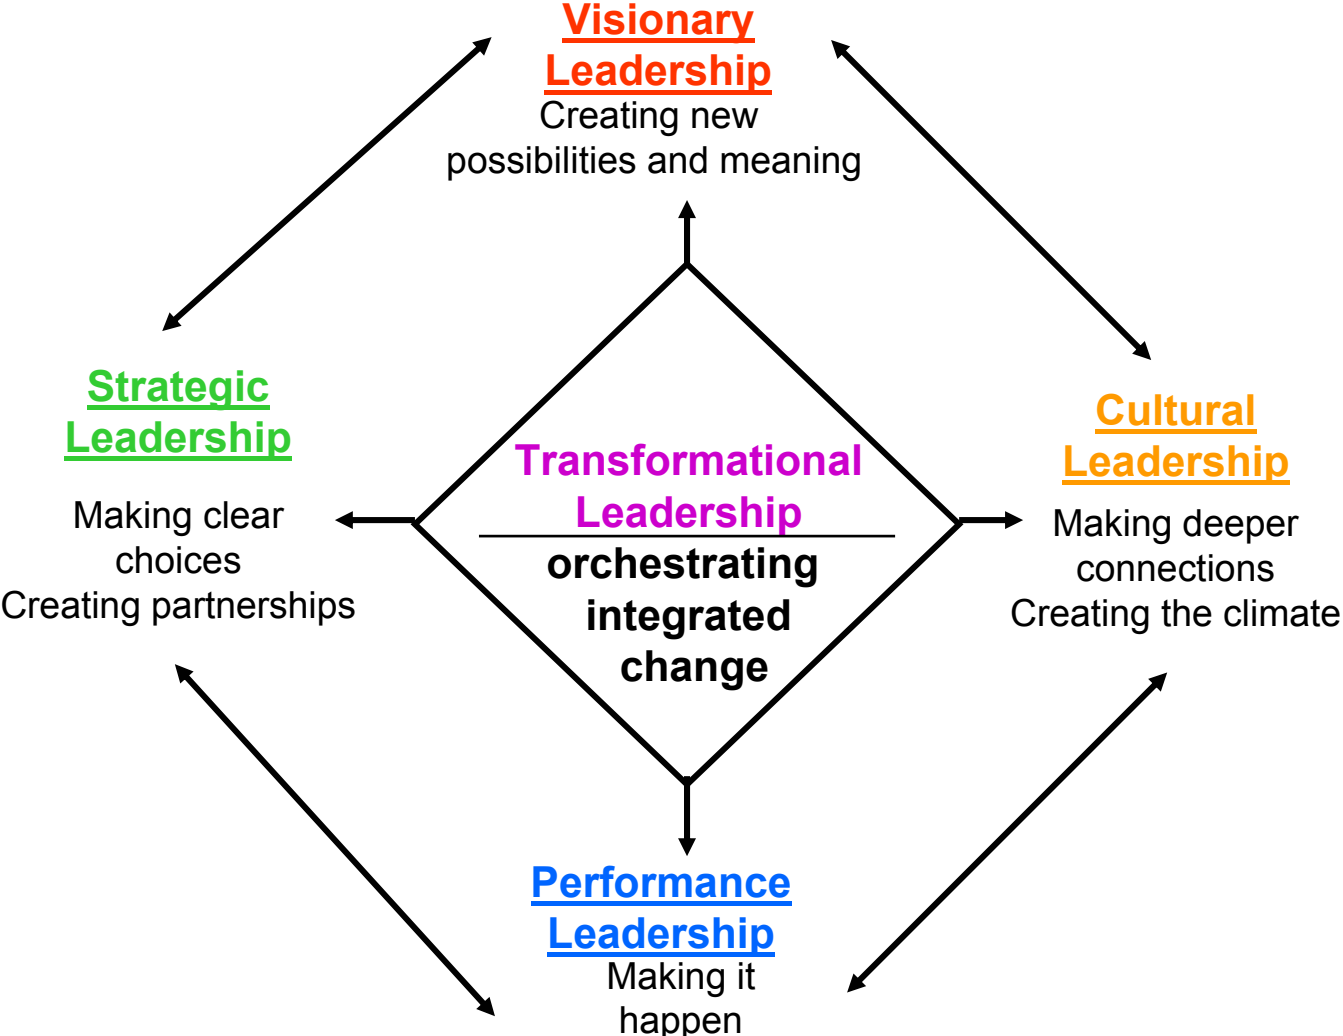 Visionary
Leadership
Creating new
possibilities and meaning
Strategic
Leadership
Making clear
choices
Creating partnerships
Transformational
Leadership
orchestrating
integrated
change
Cultural
Leadership
Making deeper
connections
Creating the climate
Performance
Leadership
Making it
happen